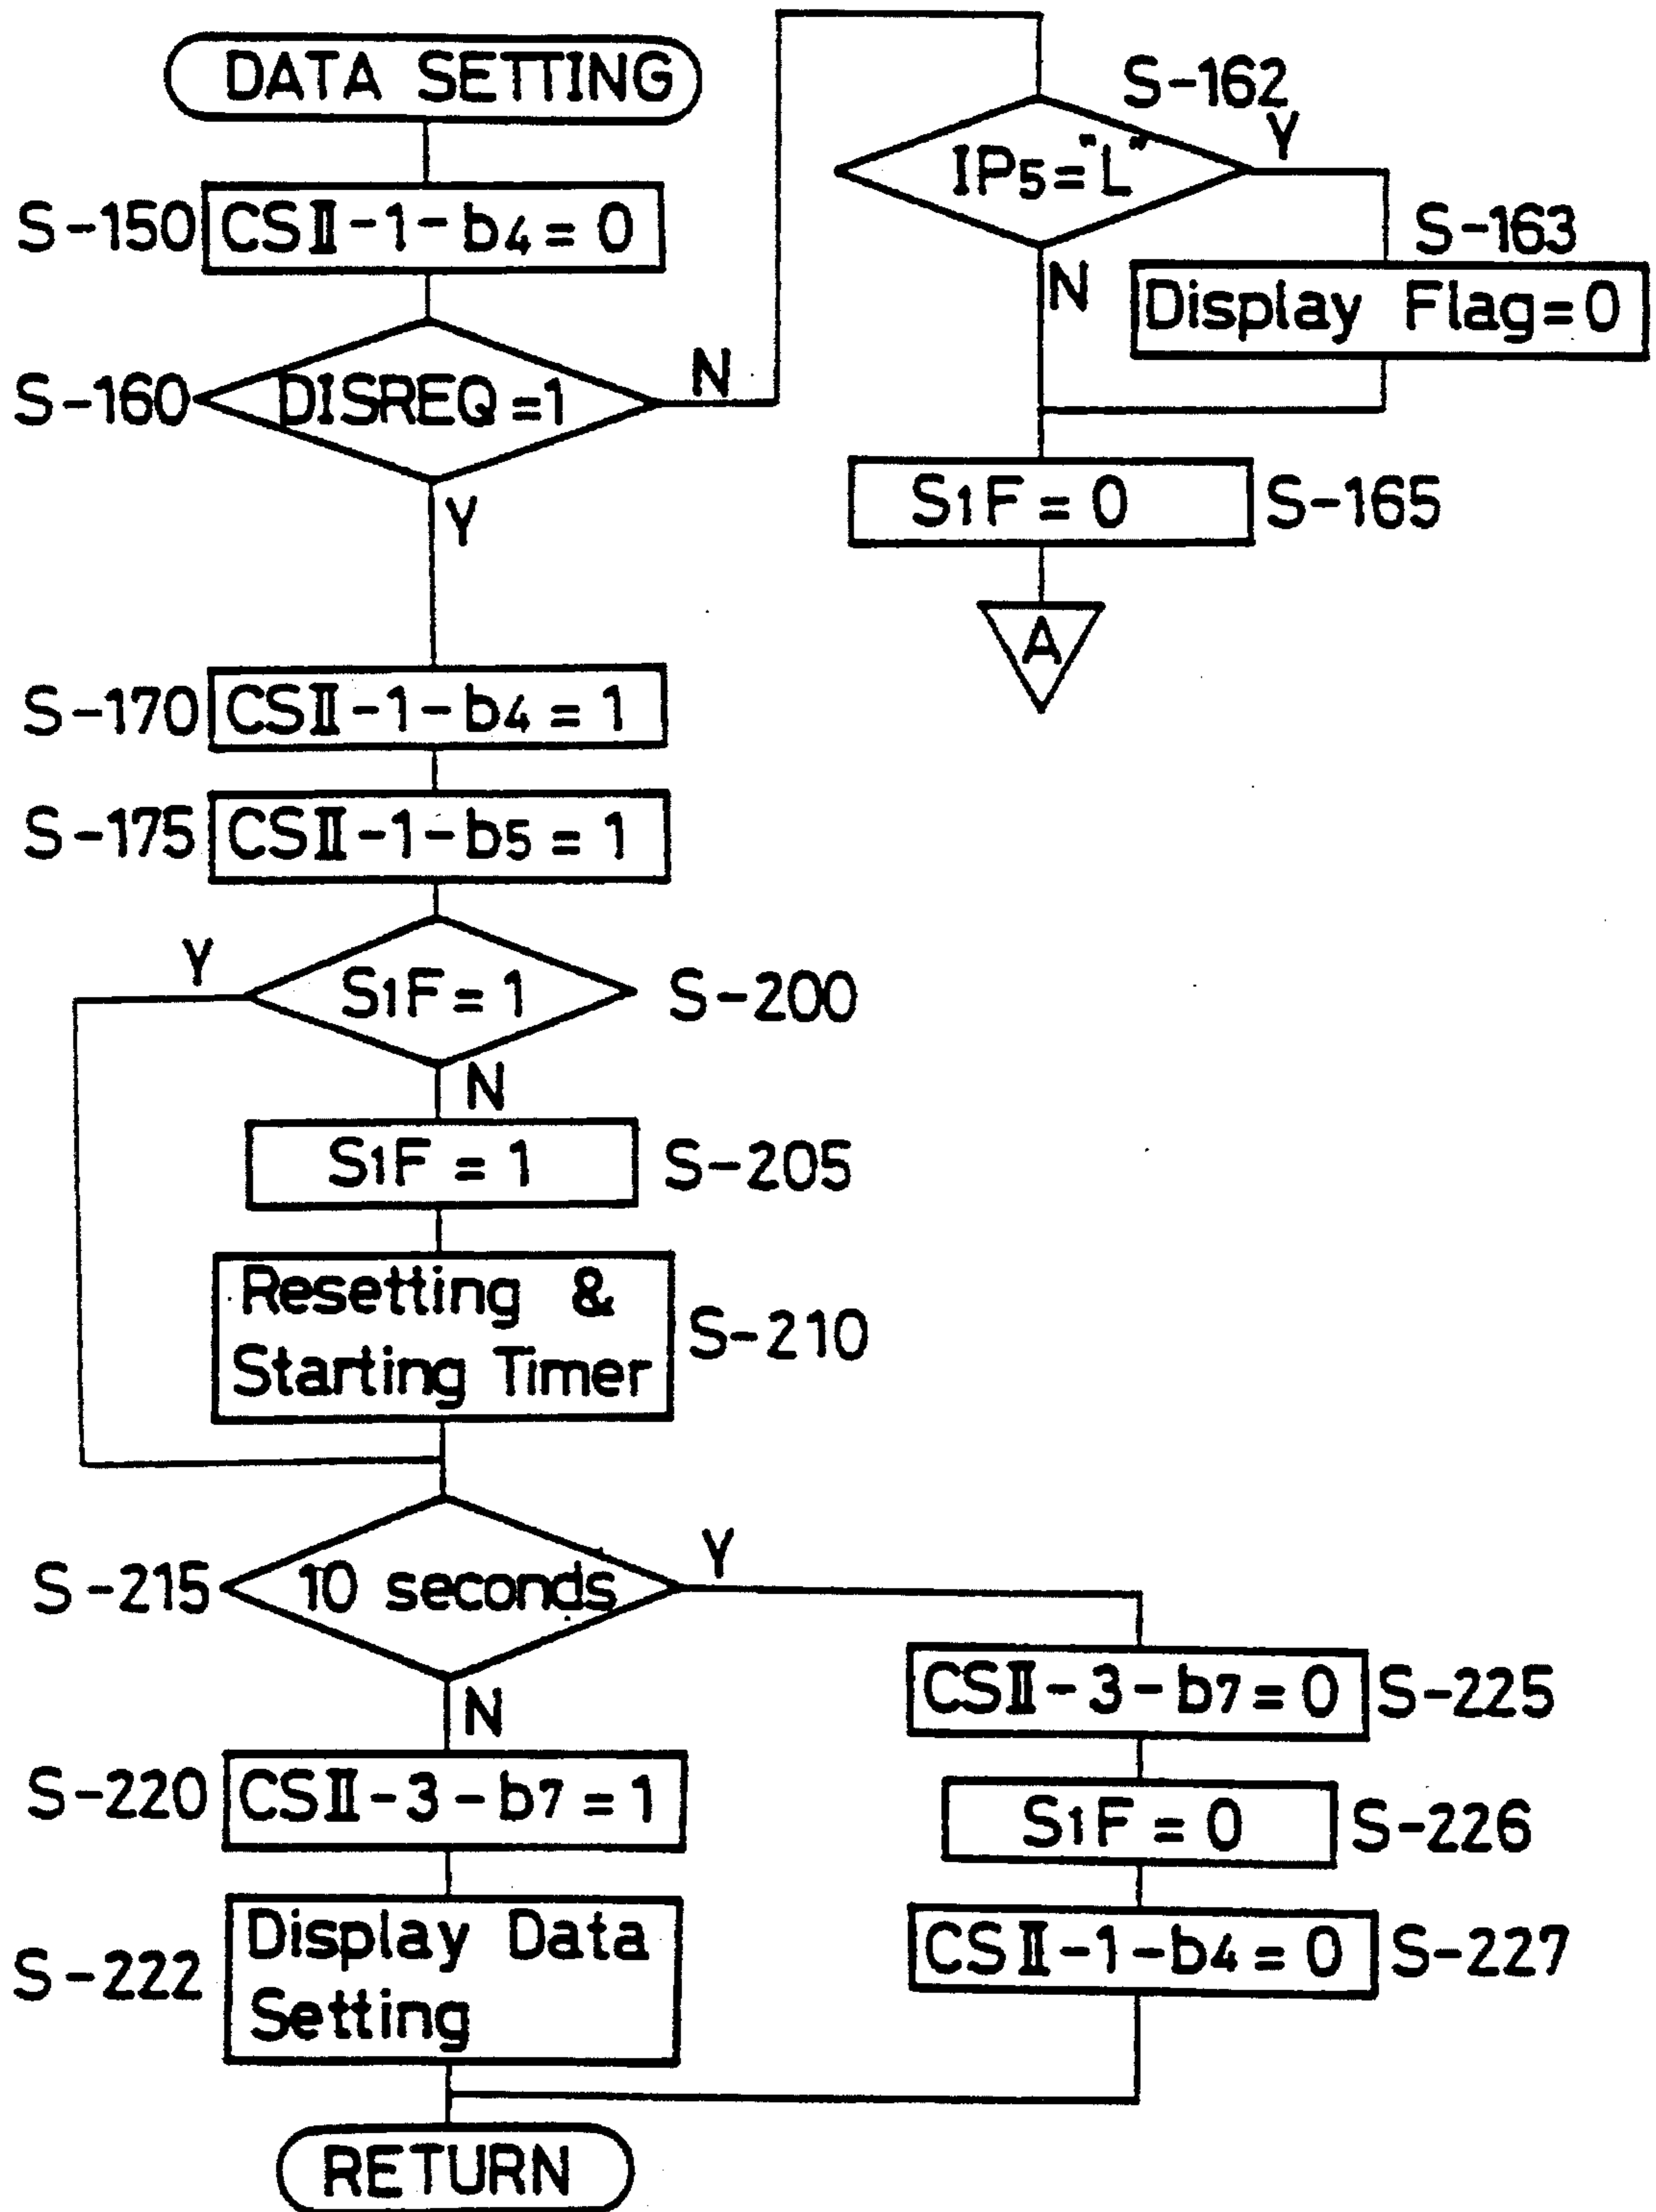 DATA SETTING
S-150 CSⅡ-1-b4=0
S-160 DISREQ=1 N
Y
S-162
IP5="L" Y
N
S-163
Display Flag=0
S1F=0 S-165
A
S-170 CSⅡ-1-b4=1
S-175 CSⅡ-1-b5=1
Y S1F=1 S-200
N
S1F=1 S-205
Resetting &
Starting Timer
S-210
S-215 10 seconds Y
N
S-220 CSⅡ-3-b7=1
S-222 Display Data
Setting
CSⅡ-3-b7=0 S-225
S1F=0 S-226
CSⅡ-1-b4=0 S-227
RETURN